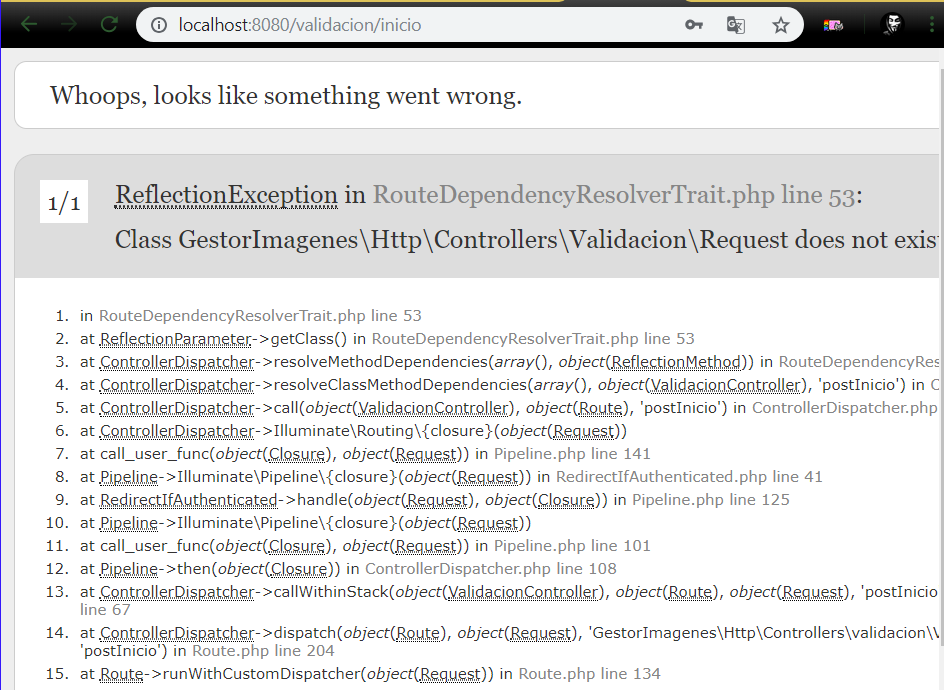 localhost:8080/validacion/inicio
Whoops, looks like something went wrong.
1/1
ReflectionException in RouteDependencyResolverTrait.php line 53:
Class GestorImagenes\Http\Controllers\Validacion\Request does not exis
1. in RouteDependencyResolverTrait.php line 53
2. at ReflectionParameter->getClass() in RouteDependencyResolverTrait.php line 53
3. at ControllerDispatcher->resolveMethodDependencies(array(), object(ReflectionMethod)) in RouteDependencyRes
4. at ControllerDispatcher->resolveClassMethodDependencies(array(), object(ValidacionController), 'postInicio') in C
5. at ControllerDispatcher->call(object(ValidacionController), object(Route), 'postInicio') in ControllerDispatcher.php
6. at ControllerDispatcher->Illuminate\Routing\{closure}(object(Request))
7. at call_user_func(object(Closure), object(Request)) in Pipeline.php line 141
8. at Pipeline->Illuminate\Pipeline\{closure}(object(Request)) in RedirectIfAuthenticated.php line 41
9. at RedirectIfAuthenticated->handle(object(Request), object(Closure)) in Pipeline.php line 125
10. at Pipeline->Illuminate\Pipeline\{closure}(object(Request))
11. at call_user_func(object(Closure), object(Request)) in Pipeline.php line 101
12. at Pipeline->then(object(Closure)) in ControllerDispatcher.php line 108
13. at ControllerDispatcher->callWithinStack(object(ValidacionController), object(Route), object(Request), 'postInicio
line 67
14. at ControllerDispatcher->dispatch(object(Route), object(Request), 'GestorImagenes\Http\Controllers\validacion\V
'postInicio') in Route.php line 204
15. at Route->runWithCustomDispatcher(object(Request)) in Route.php line 134